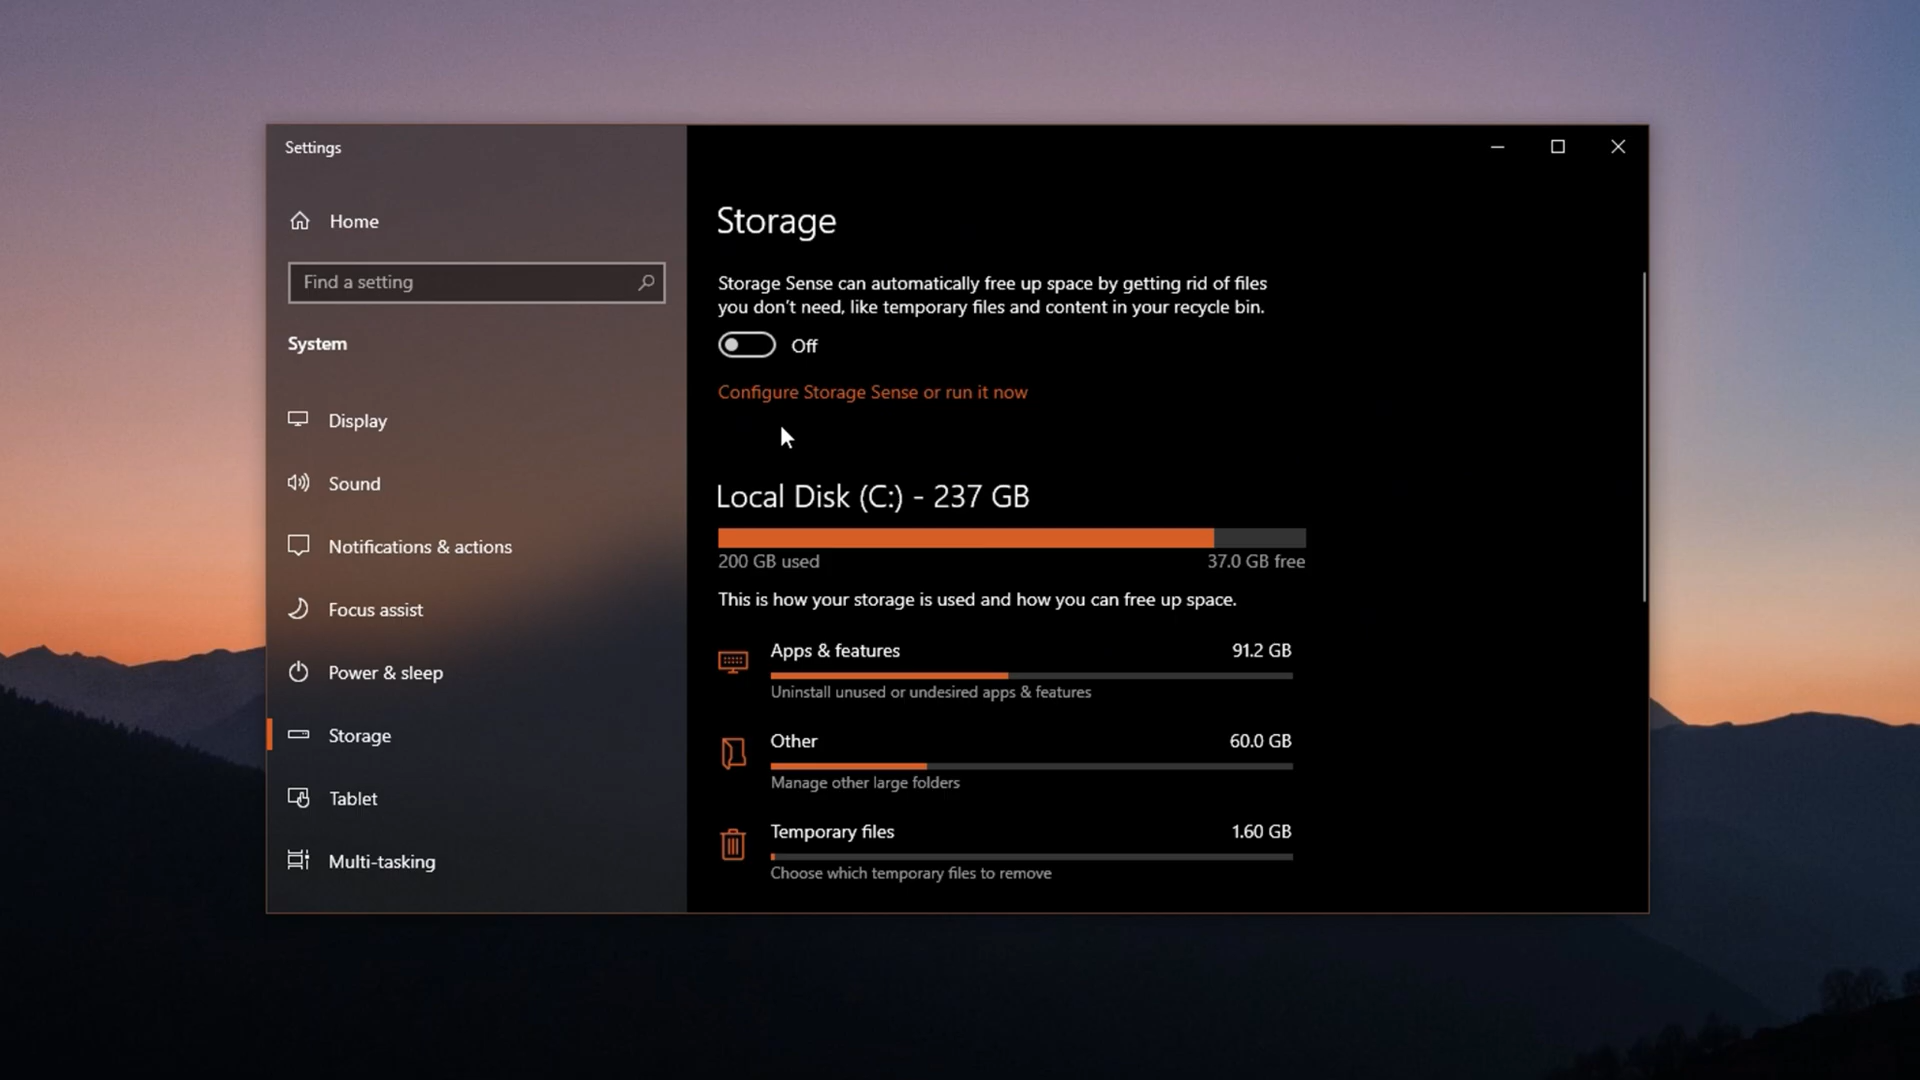 Settings
Home
Find a setting
System
Display
Sound
Notifications & actions
Focus assist
Power & sleep
Storage
Tablet
Multi-tasking
Storage
Storage Sense can automatically free up space by getting rid of files
you don't need, like temporary files and content in your recycle bin.
Off
Configure Storage Sense or run it now
Local Disk (C:) - 237 GB
200 GB used 37.0 GB free
This is how your storage is used and how you can free up space.
Apps & features 91.2 GB
Uninstall unused or undesired apps & features
Other 60.0 GB
Manage other large folders
Temporary files 1.60 GB
Choose which temporary files to remove